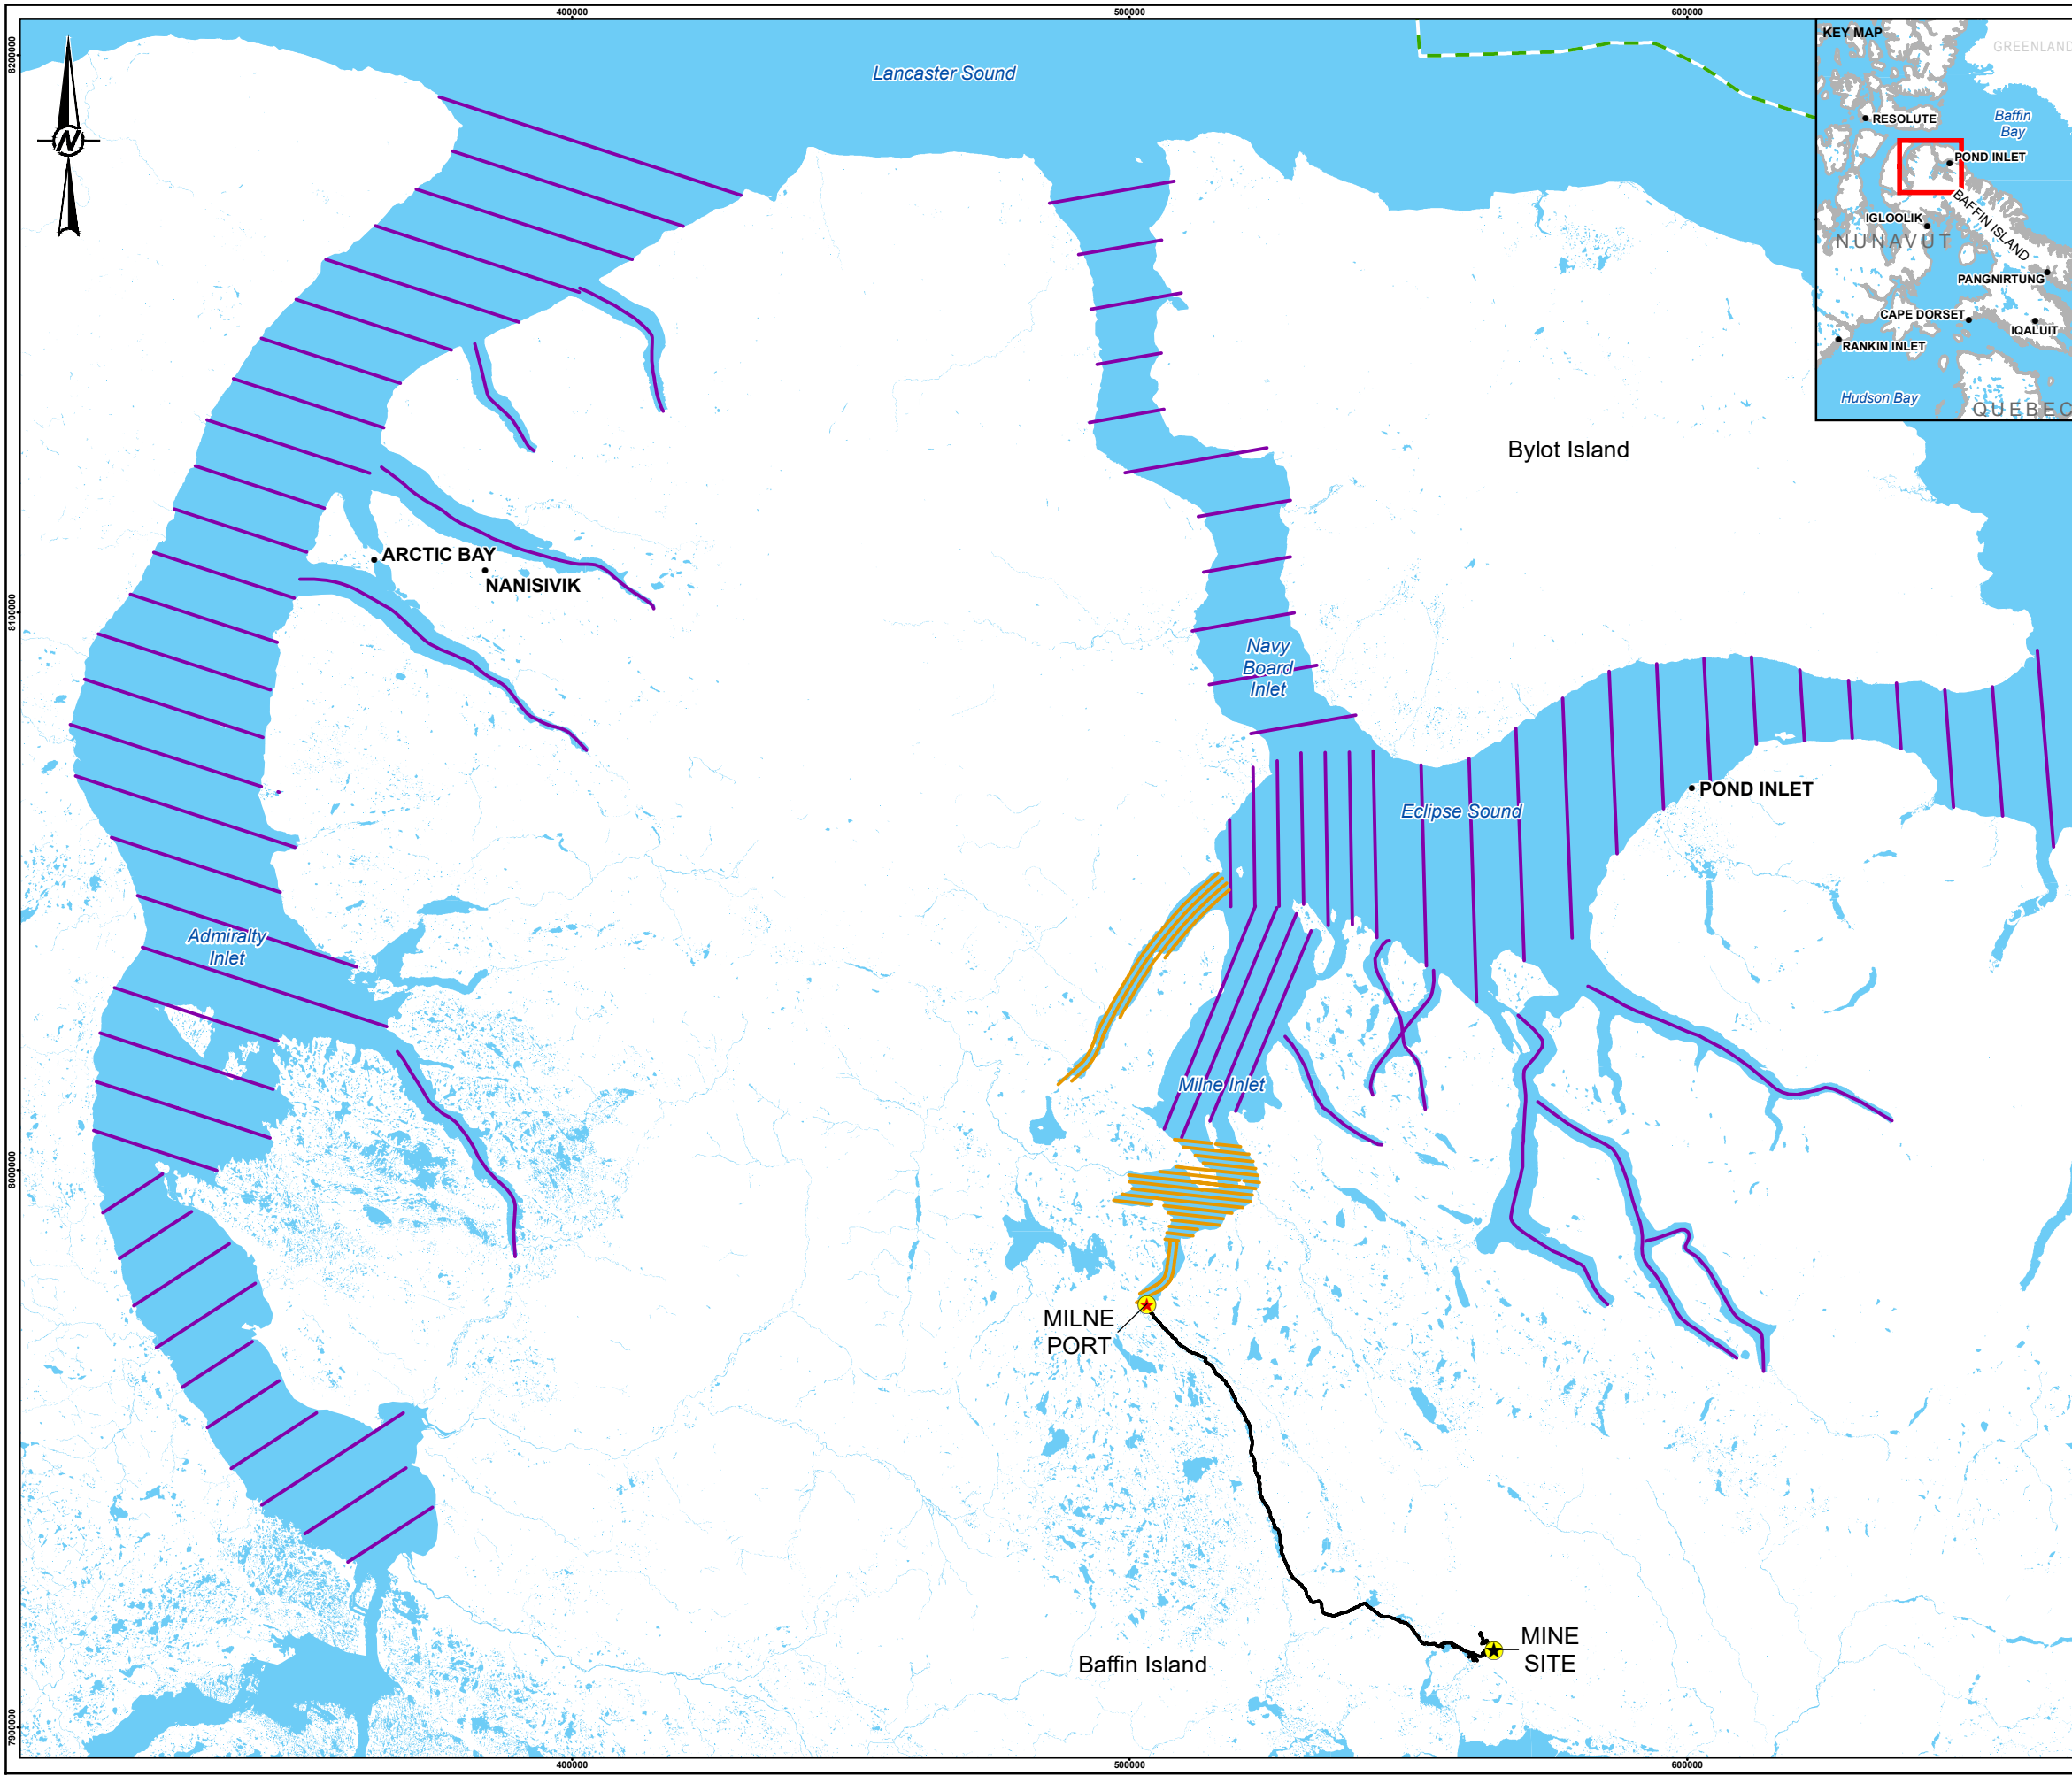 400000
500000
600000
8200000
Lancaster Sound
KEY MAP
GREENLAND
Baffin
Bay
RESOLUTE
POND INLET
BAFFIN ISLAND
IGLOOLIK
NUNAVUT
PANGNIRTUNG
CAPE DORSET
IQALUIT
RANKIN INLET
Hudson Bay
QUEBEC
N
Bylot Island
ARCTIC BAY
NANISIVIK
8100000
Navy
Board
Inlet
POND INLET
Eclipse Sound
Admiralty
Inlet
Milne Inlet
8000000
MILNE
PORT
MINE
SITE
Baffin Island
7900000
400000
500000
600000